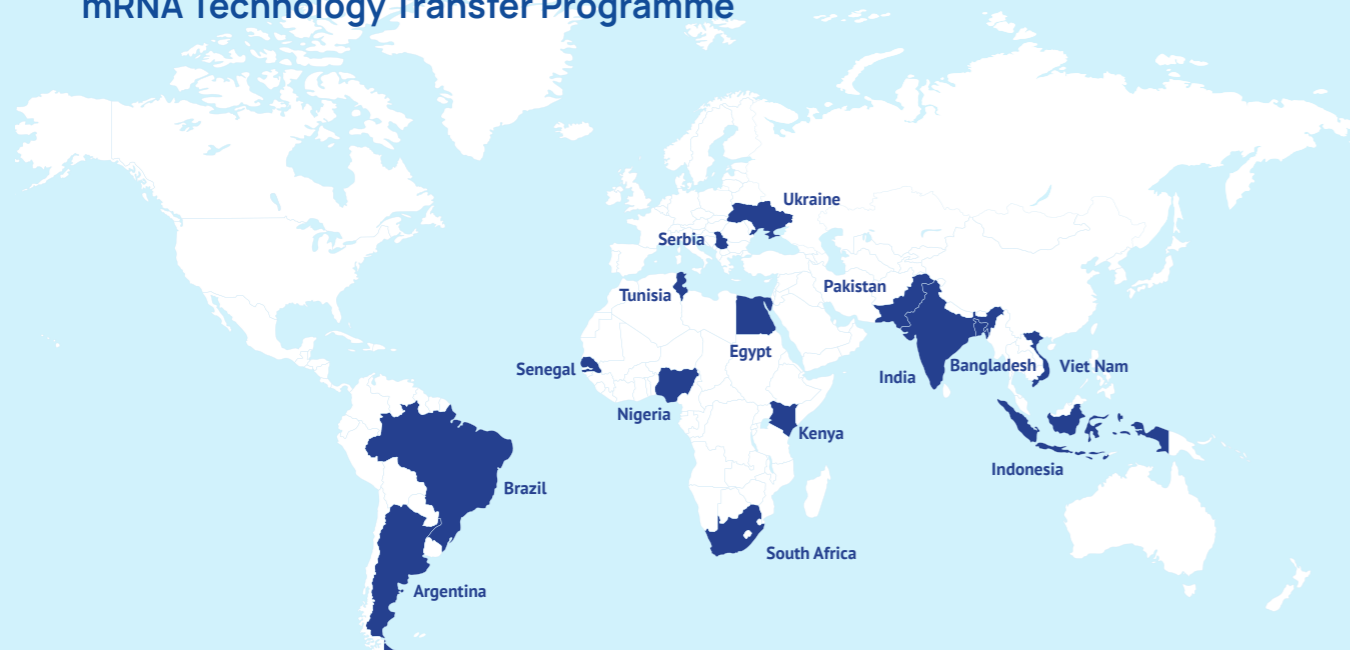 mRNA Technology Transfer Programme
Ukraine
Serbia
Pakistan
Tunisia
Egypt
Senegal
Bangladesh
Viet Nam
India
Nigeria
Kenya
Indonesia
Brazil
South Africa
Argentina